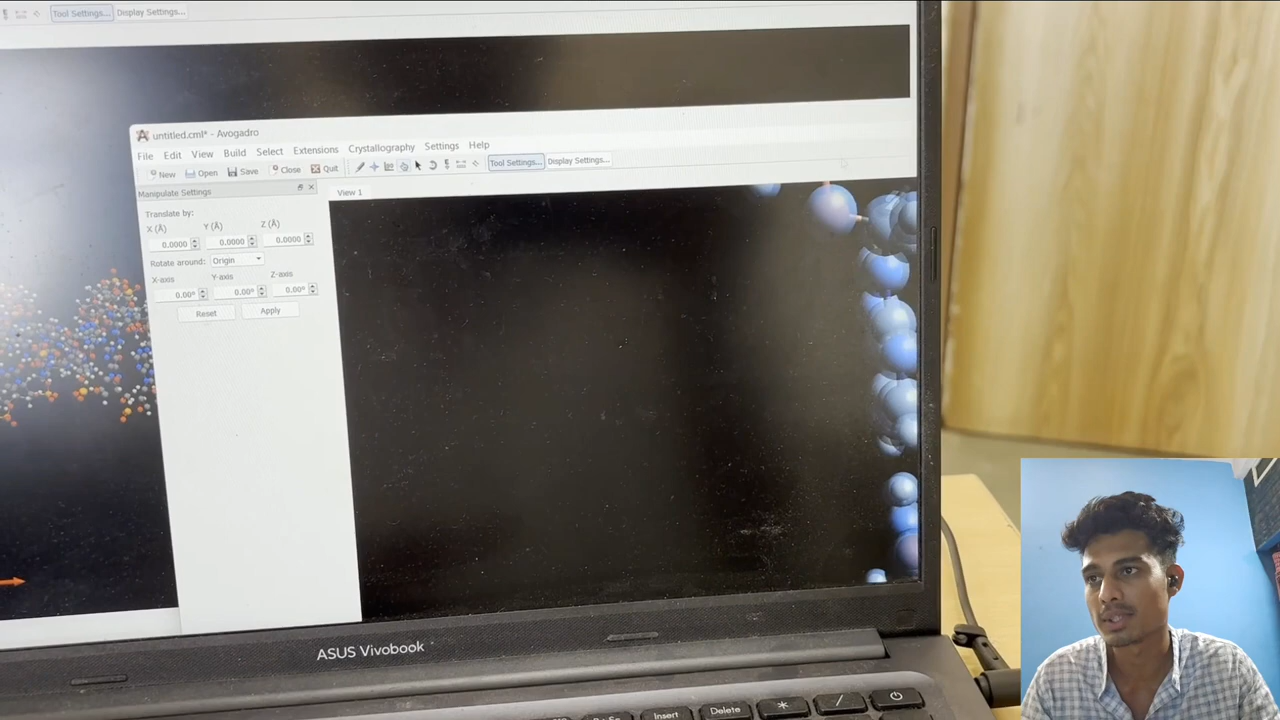 Tool Settings... Display Settings...
untitled.cml* - Avogadro
File Edit View Build Select Extensions Crystallography Settings Help
New Open Save Close Quit Tool Settings... Display Settings...
Manipulate Settings
View 1
Translate by:
X (Å) Y (Å) Z (Å)
0.0000 0.0000 0.0000
Rotate around: Origin
X-axis Y-axis Z-axis
0.00° 0.00° 0.00°
Reset Apply
ASUS Vivobook
Insert Delete * /